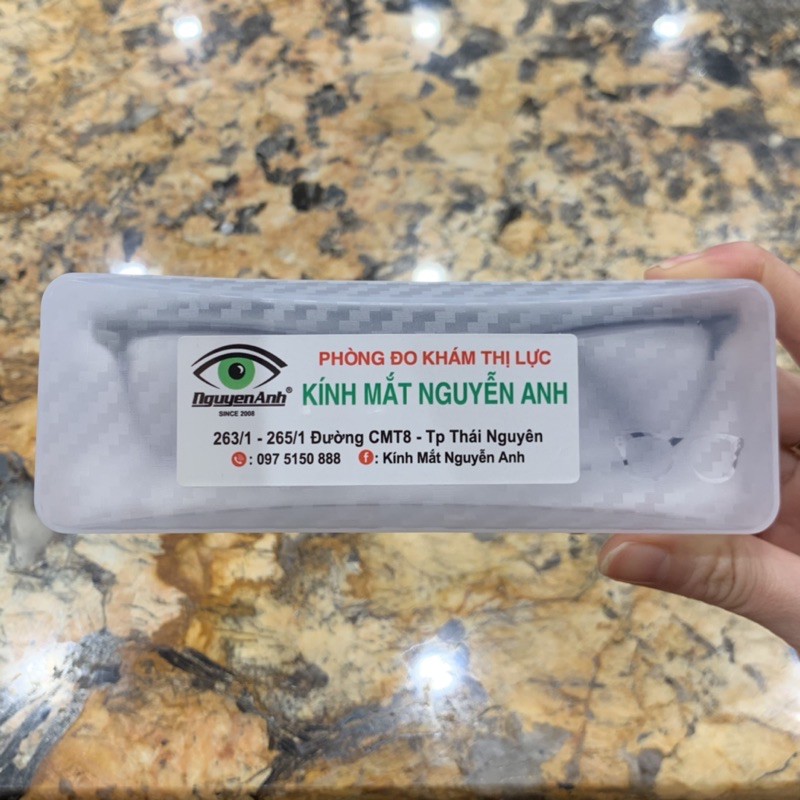 NguyenAnh®
SINCE 2008
PHÒNG ĐO KHÁM THỊ LỰC
KÍNH MẮT NGUYỄN ANH
263/1 - 265/1 Đường CMT8 - Tp Thái Nguyên
: 097 5150 888 f : Kính Mắt Nguyễn Anh